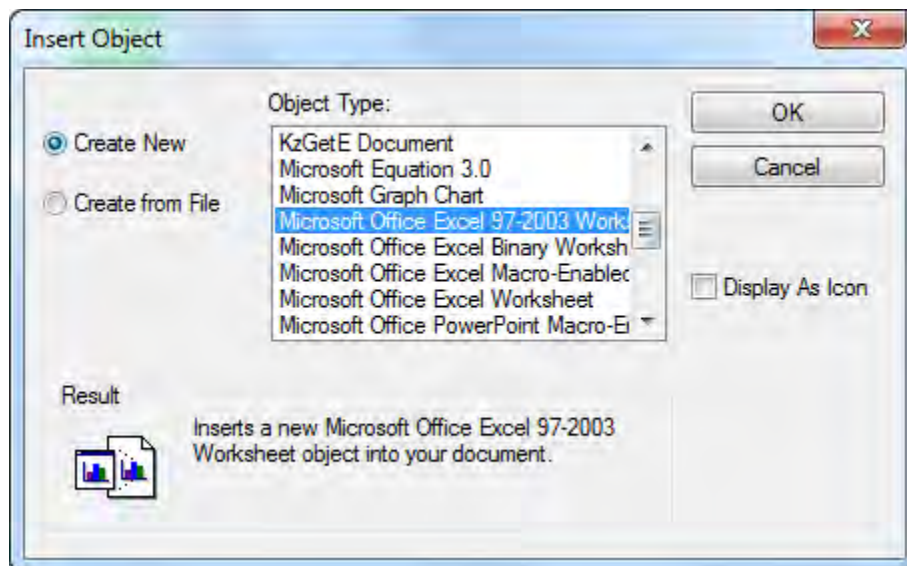 Insert Object
Object Type:
Create New
Create from File
KzGetE Document
Microsoft Equation 3.0
Microsoft Graph Chart
Microsoft Office Excel 97-2003 Works
Microsoft Office Excel Binary Worksh
Microsoft Office Excel Macro-Enabled
Microsoft Office Excel Worksheet
Microsoft Office PowerPoint Macro-En
OK
Cancel
Display As Icon
Result
Inserts a new Microsoft Office Excel 97-2003
Worksheet object into your document.